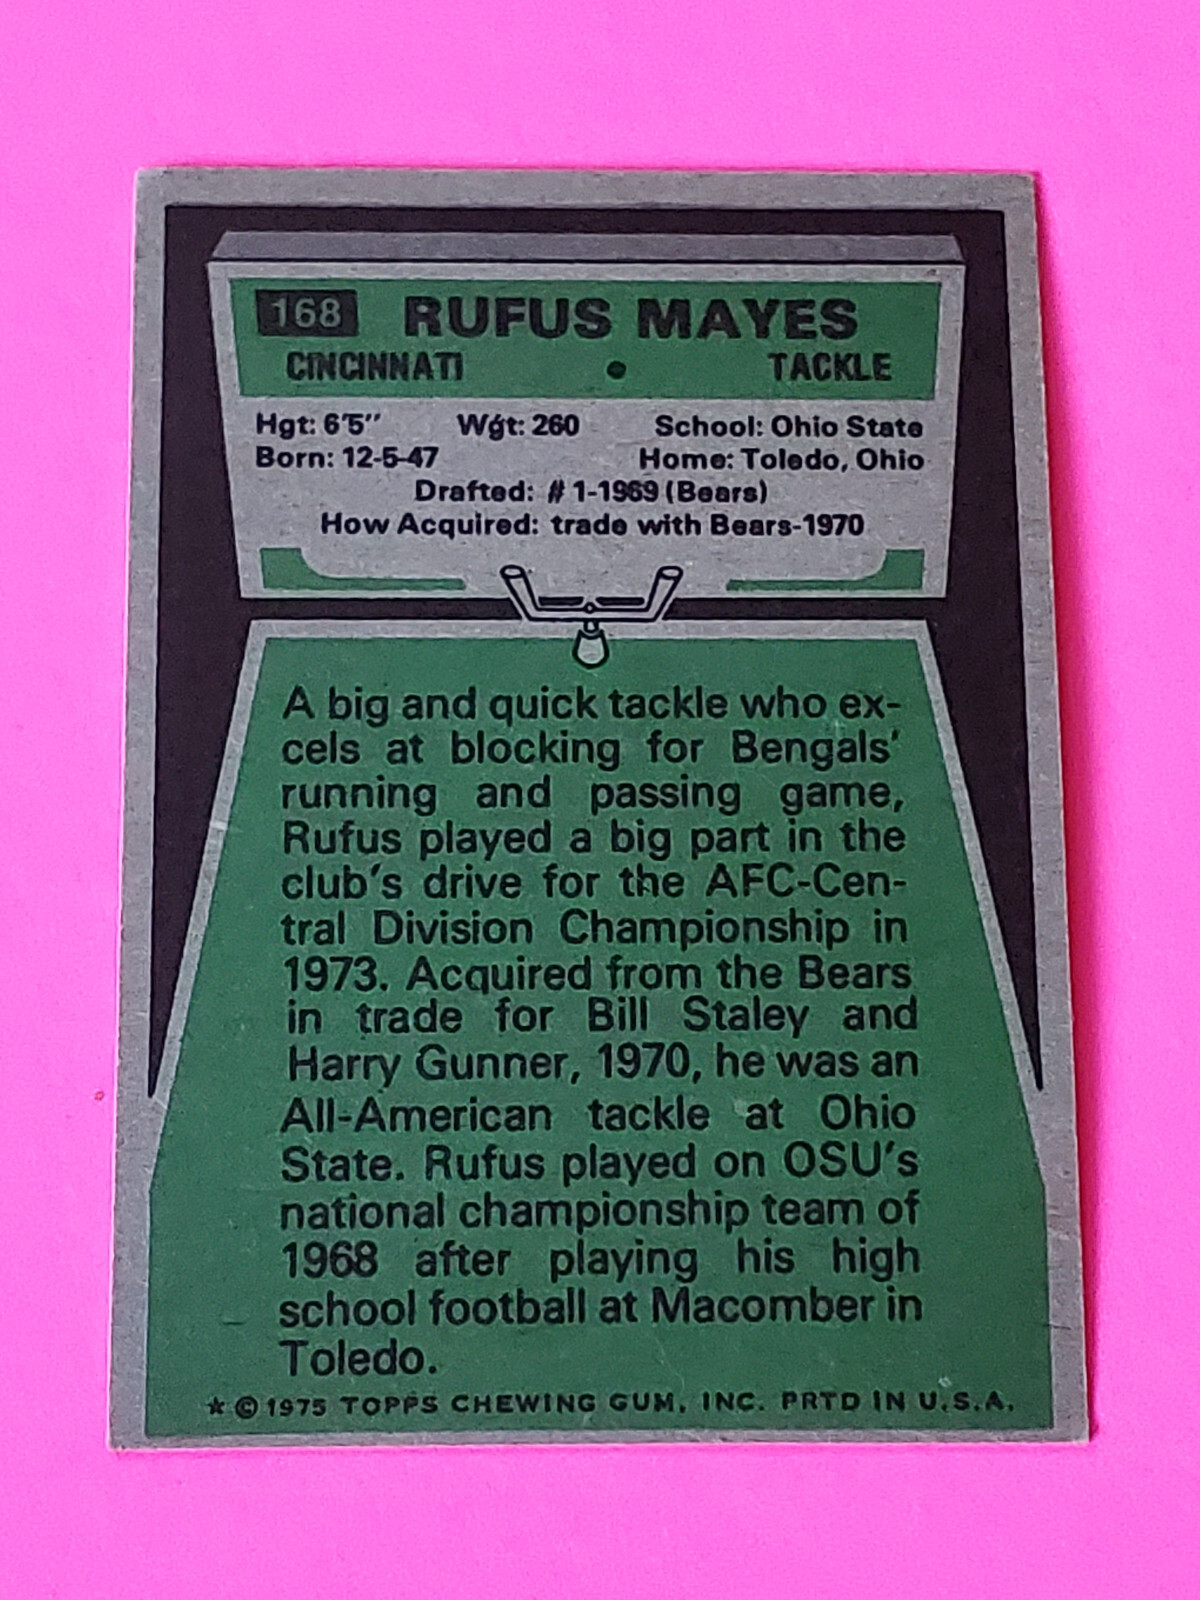 168 RUFUS MAYES
CINCINNATI • TACKLE
Hgt: 6'5" Wgt: 260 School: Ohio State
Born: 12-5-47 Home: Toledo, Ohio
Drafted: # 1-1969 (Bears)
How Acquired: trade with Bears-1970
A big and quick tackle who ex-
cels at blocking for Bengals'
running and passing game,
Rufus played a big part in the
club's drive for the AFC-Cen-
tral Division Championship in
1973. Acquired from the Bears
in trade for Bill Staley and
Harry Gunner, 1970, he was an
All-American tackle at Ohio
State. Rufus played on OSU's
national championship team of
1968 after playing his high
school football at Macomber in
Toledo.
★ © 1975 TOPPS CHEWING GUM, INC. PRTD IN U.S.A.